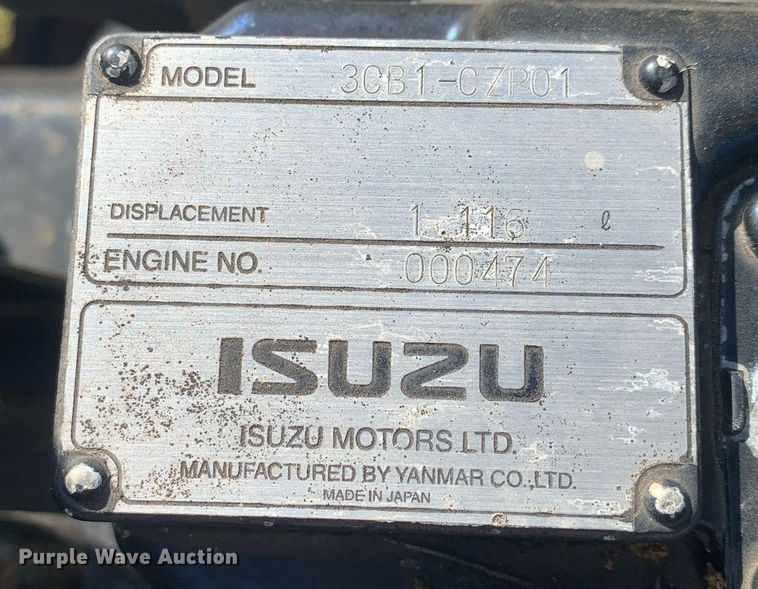 MODEL 3CB1-CZP01
DISPLACEMENT 1.116 ℓ
ENGINE NO. 000474
ISUZU
ISUZU MOTORS LTD.
MANUFACTURED BY YANMAR CO.,LTD.
MADE IN JAPAN
Purple Wave Auction